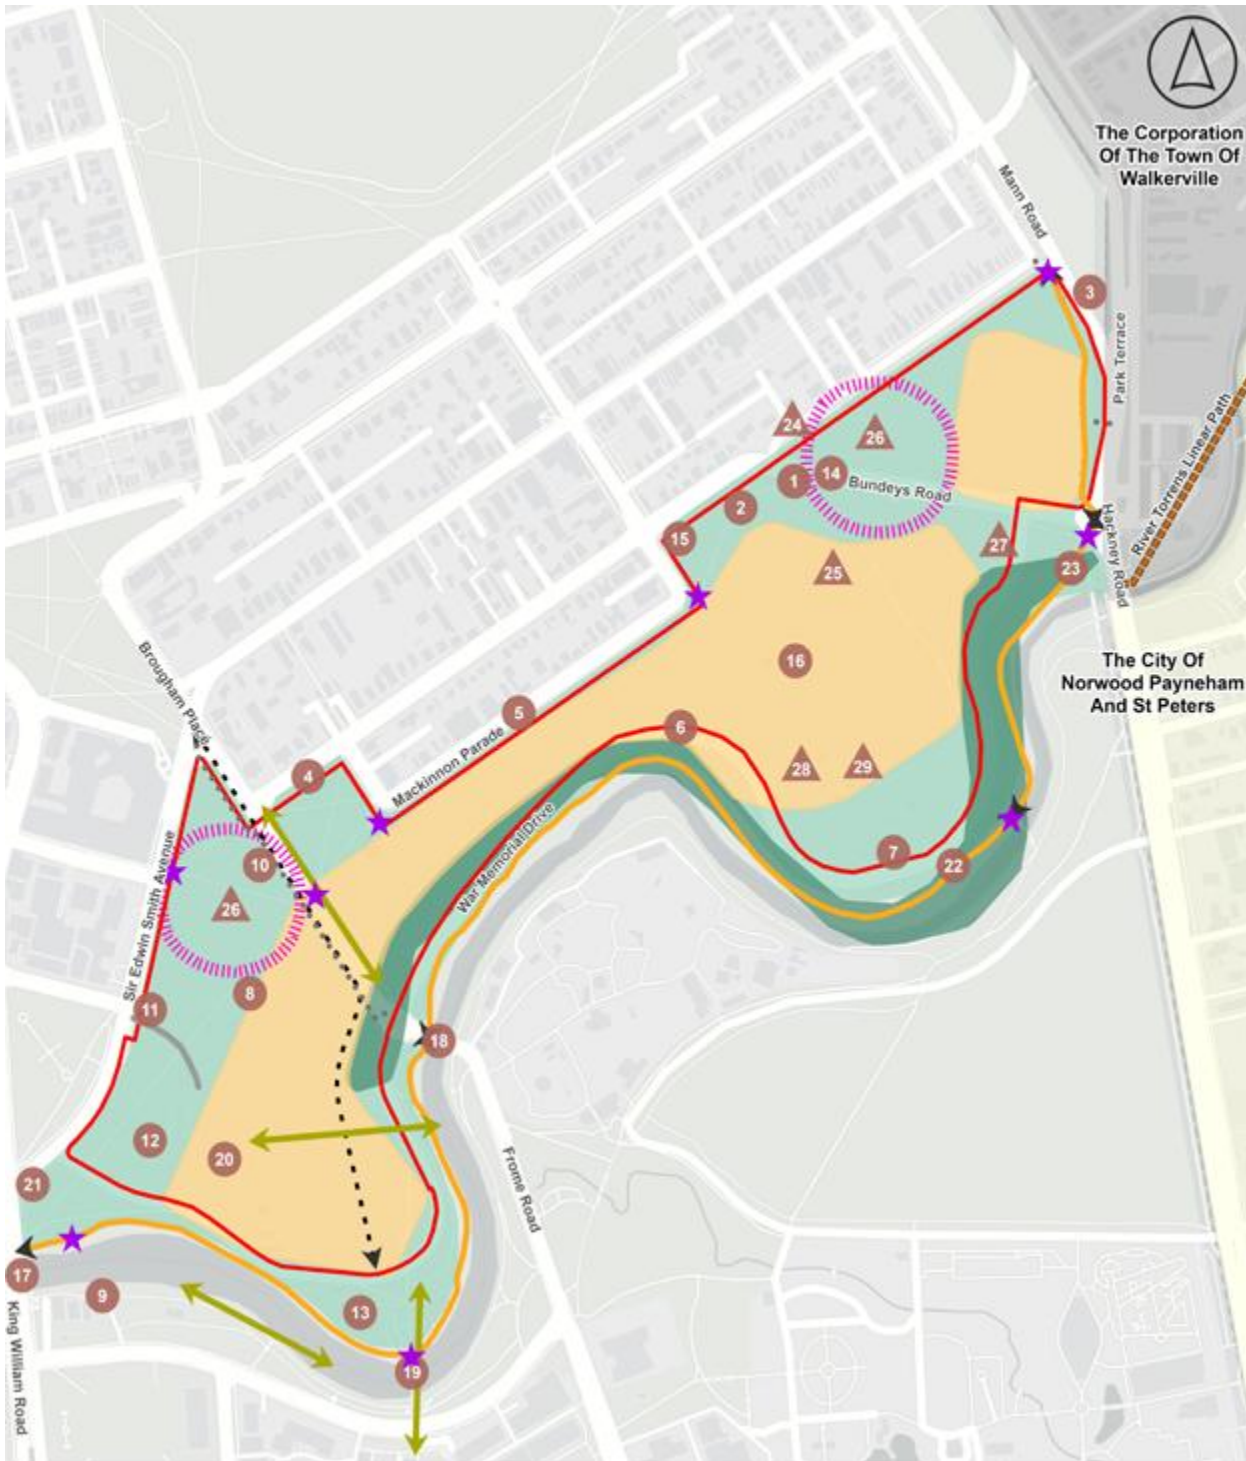 The Corporation
Of The Town Of
Walkerville
Mann Road
3
Park Terrace
River Torrens Linear Path
24
26
1
14
Bundeys Road
2
15
27
Hackney Road
25
23
The City Of
Norwood Payneham
And St Peters
16
Brougham Place
5
6
4
Mackinnon Parade
28
29
War Memorial Drive
7
22
Sir Edwin Smith Avenue
10
26
8
11
18
12
20
Frome Road
21
17
9
13
19
King William Road